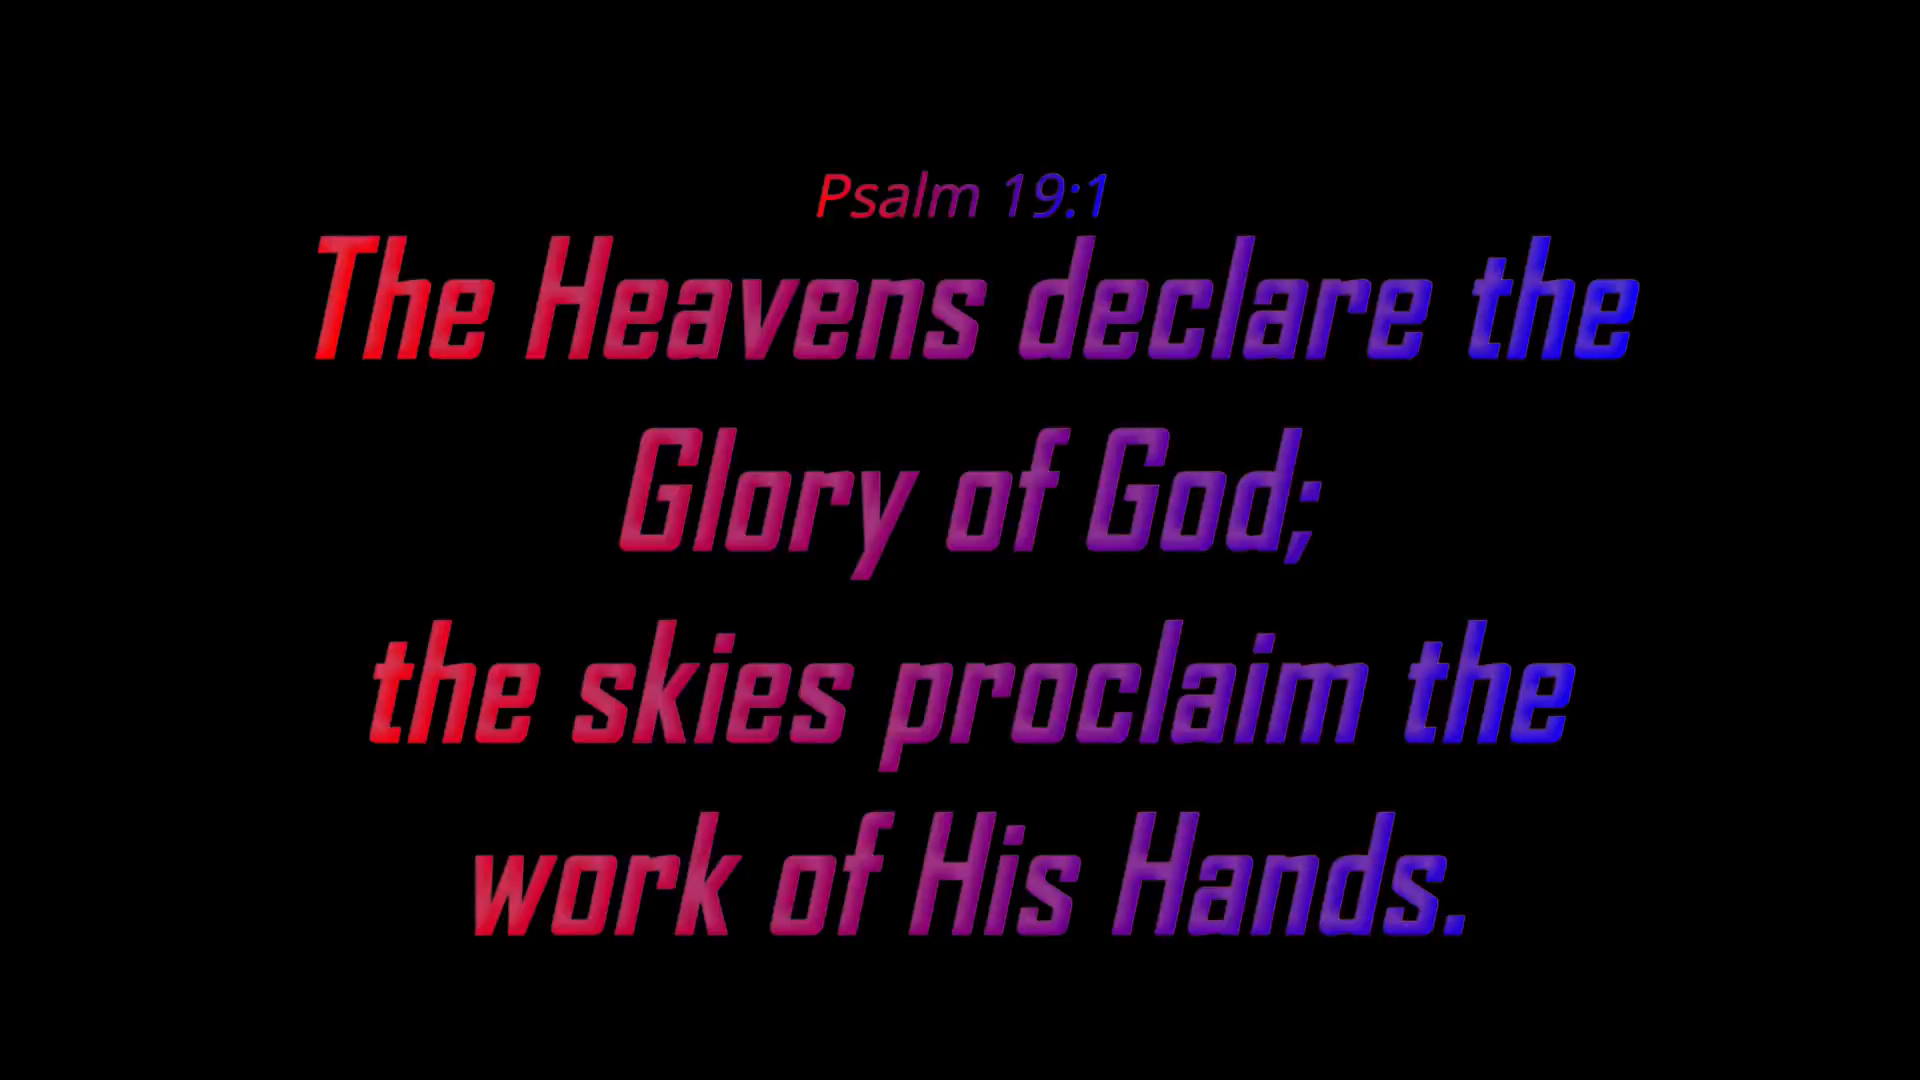 Psalm 19:1
The Heavens declare the
Glory of God;
the skies proclaim the
work of His Hands.